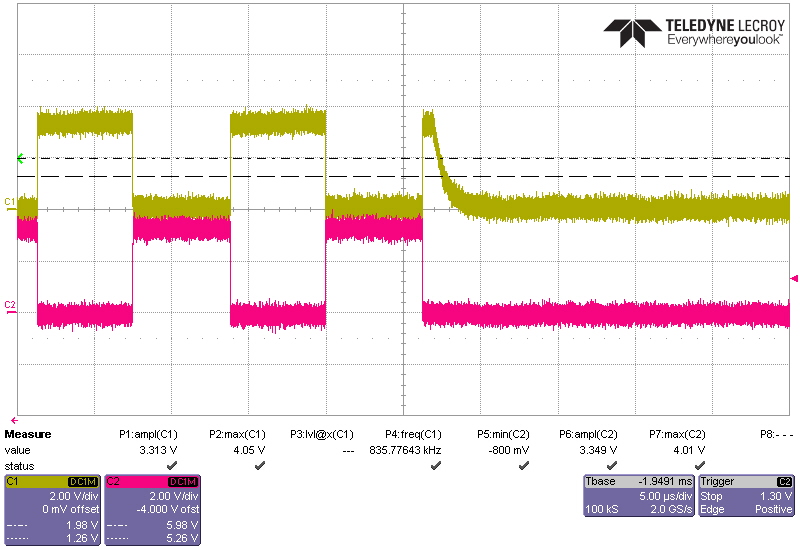 TELEDYNE LECROY
Everywhereyoulook™
C1
C2
Measure P1:ampl(C1) P2:max(C1) P3:lvl@x(C1) P4:freq(C1) P5:min(C2) P6:ampl(C2) P7:max(C2) P8:- - -
value 3.313 V 4.05 V --- 835.77643 kHz -800 mV 3.349 V 4.01 V
status
C1 DC1M
2.00 V/div
0 mV offset
1.98 V
1.26 V
C2 DC1M
2.00 V/div
-4.000 V ofst
5.98 V
5.26 V
Tbase -1.9491 ms
5.00 µs/div
100 kS 2.0 GS/s
Trigger C2
Stop 1.30 V
Edge Positive